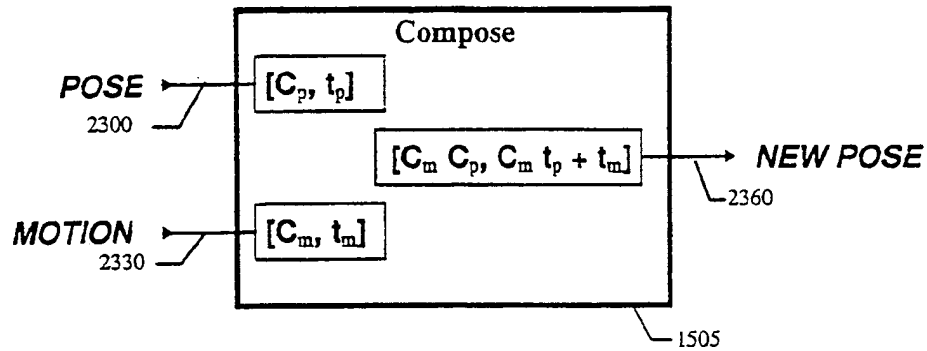 Compose
POSE
[Cp, tp]
2300
[Cm Cp, Cm tp + tm]
NEW POSE
2360
MOTION
[Cm, tm]
2330
1505